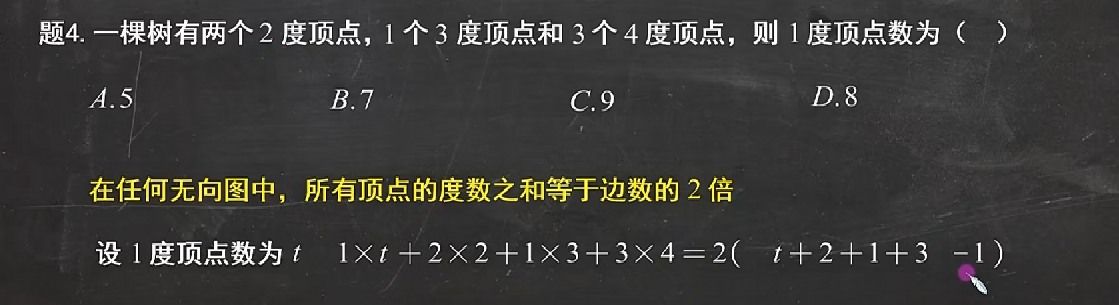 题4. 一棵树有两个 2 度顶点，1 个 3 度顶点和 3 个 4 度顶点，则 1 度顶点数为（ ）
A.5 B.7 C.9 D.8
在任何无向图中，所有顶点的度数之和等于边数的 2 倍
设 1 度顶点数为 t 1×t+2×2+1×3+3×4=2( t+2+1+3 -1)